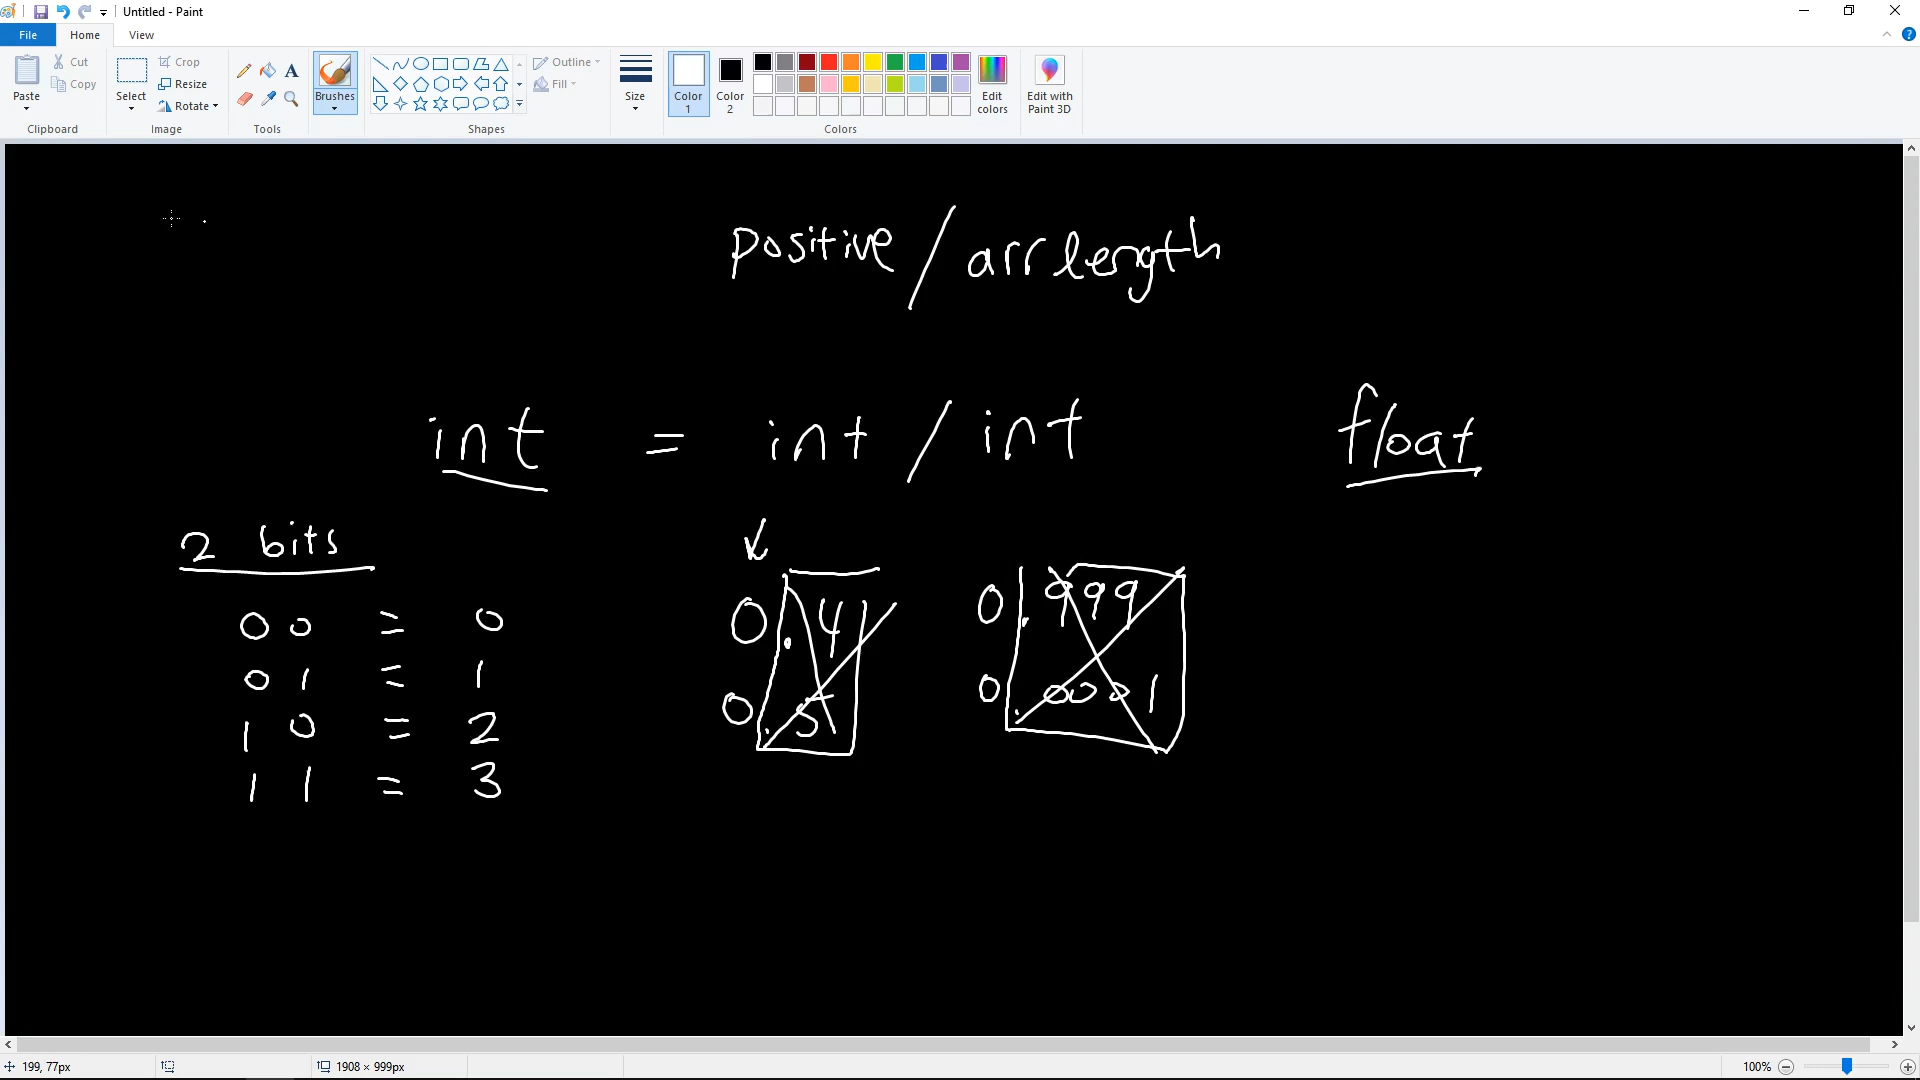 Untitled - Paint
File Home View
Paste Cut Copy Select Crop Resize Rotate Brushes Outline Fill Size Color 1 Color 2 Edit colors Edit with Paint 3D
Clipboard Image Tools Shapes Colors
positive / arr length
int = int / int float
2 bits
0 0 = 0
0 1 = 1
1 0 = 2
1 1 = 3
0.4
0.5
0.999
0.0001
199, 77px 1908 × 999px 100%